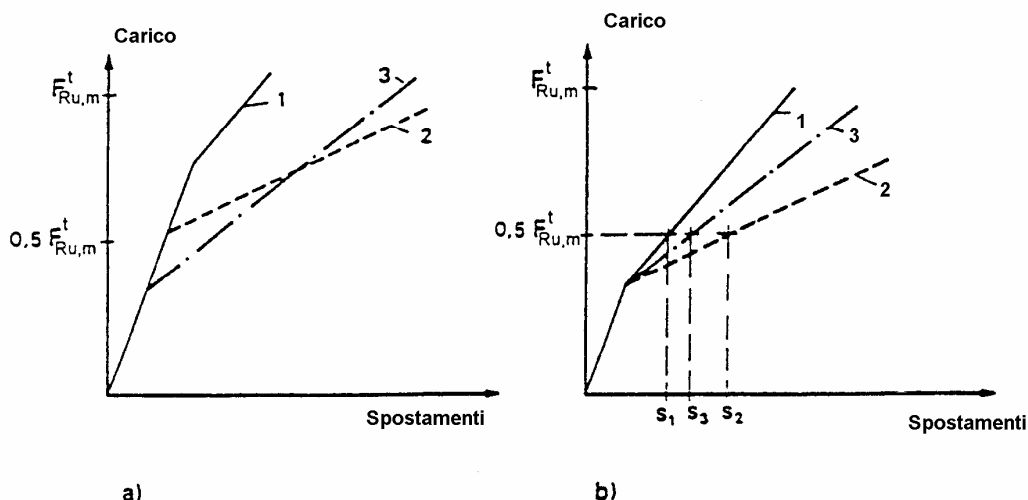 Carico
F^t_Ru,m
3
1
2
0,5 F^t_Ru,m
Spostamenti
a)
Carico
F^t_Ru,m
1
3
2
0,5 F^t_Ru,m
s1 s3 s2
Spostamenti
b)